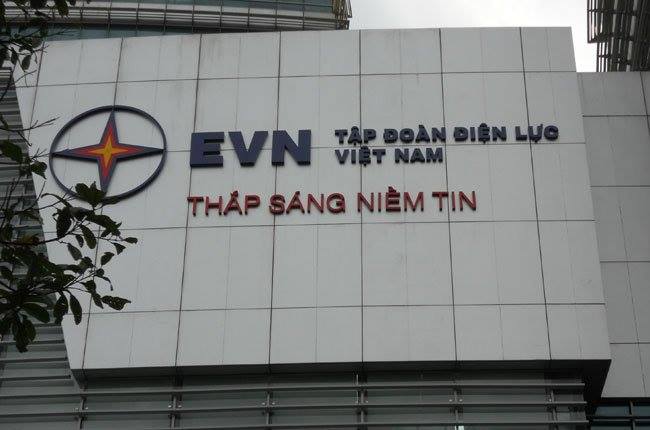 EVN TẬP ĐOÀN ĐIỆN LỰC
VIỆT NAM
THẮP SÁNG NIỀM TIN